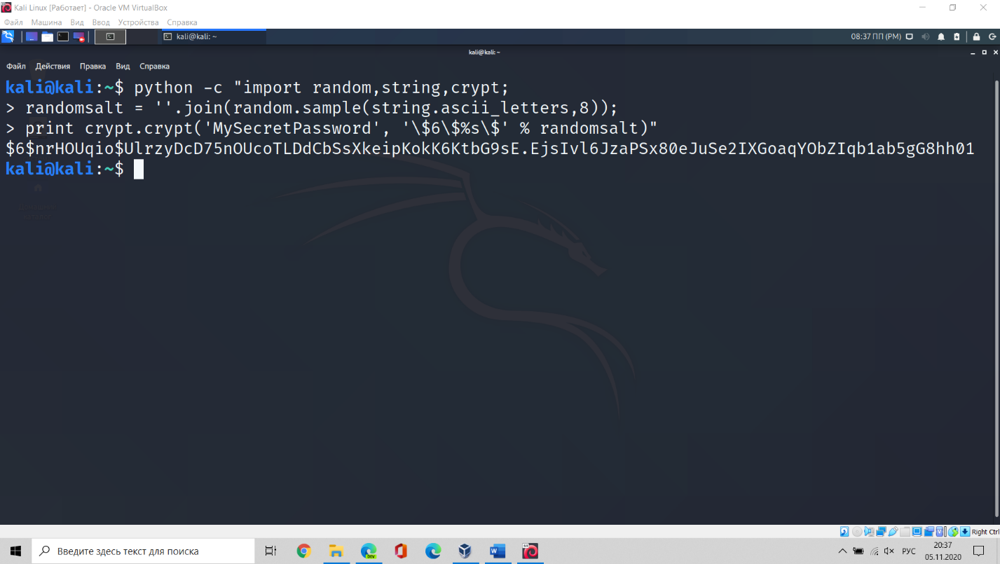 Kali Linux [Работает] - Oracle VM VirtualBox
Файл Машина Вид Ввод Устройства Справка
kali@kali: ~ 08:37 ПП (PM)
kali@kali: ~
Файл Действия Правка Вид Справка
kali@kali:~$ python -c "import random,string,crypt;
> randomsalt = ''.join(random.sample(string.ascii_letters,8));
> print crypt.crypt('MySecretPassword', '\$6\$%s\$' % randomsalt)"
$6$nrHOUqio$UlrzyDcD75nOUcoTLDdCbSsXkeipKokK6KtbG9sE.EjsIvl6JzaPSx80eJuSe2IXGoaqYObZIqb1ab5gG8hh01
kali@kali:~$
Right Ctrl
Введите здесь текст для поиска
DEV
64
РУС
20:37
05.11.2020